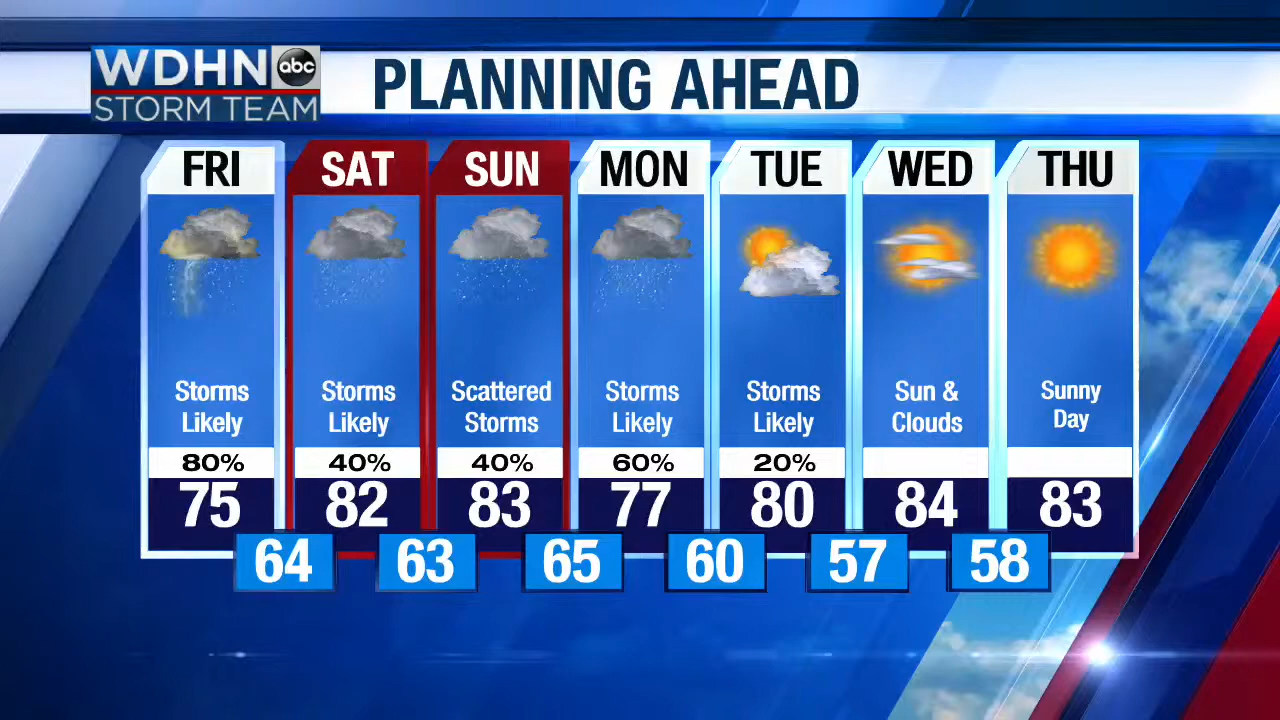 WDHN abc
STORM TEAM
PLANNING AHEAD
FRI SAT SUN MON TUE WED THU
Storms Likely
Storms Likely
Scattered Storms
Storms Likely
Storms Likely
Sun & Clouds
Sunny Day
80% 40% 40% 60% 20%
75 82 83 77 80 84 83
64 63 65 60 57 58